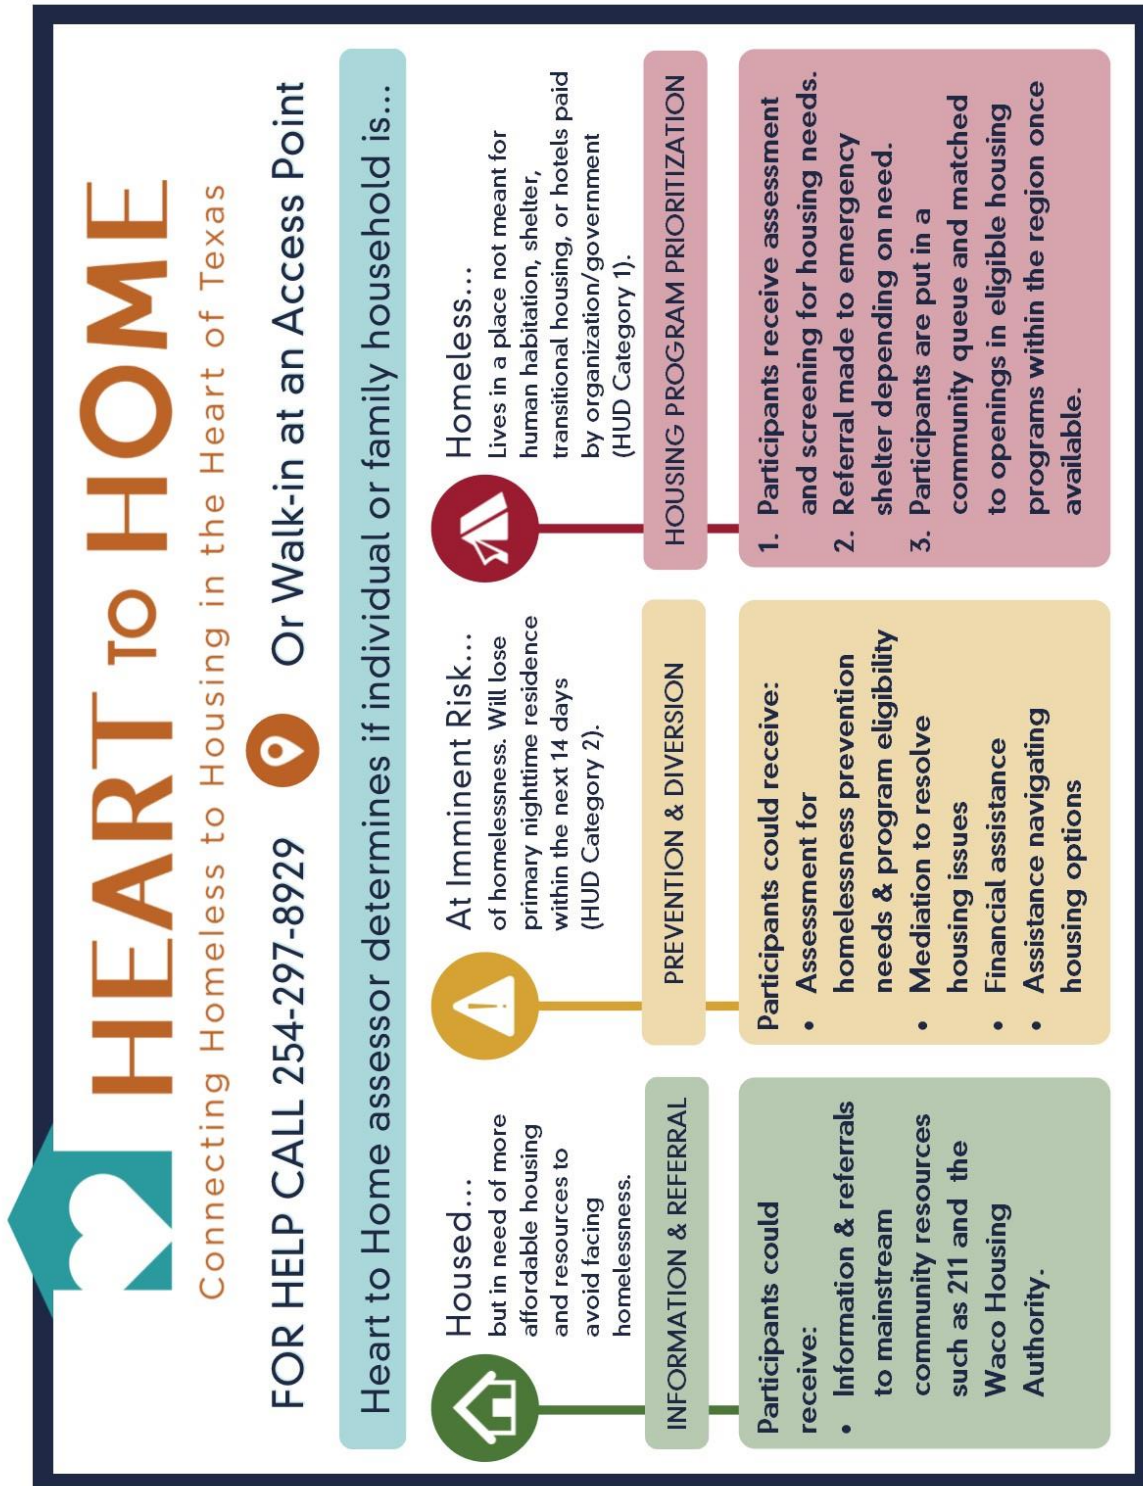 HEART TO HOME
Connecting Homeless to Housing in the Heart of Texas
FOR HELP CALL 254-297-8929
Or Walk-in at an Access Point
Heart to Home assessor determines if individual or family household is...
Housed...
but in need of more
affordable housing
and resources to
avoid facing
homelessness.
INFORMATION & REFERRAL
Participants could
receive:
• Information & referrals
to mainstream
community resources
such as 211 and the
Waco Housing
Authority.
At Imminent Risk...
of homelessness. Will lose
primary nighttime residence
within the next 14 days
(HUD Category 2).
PREVENTION & DIVERSION
Participants could receive:
• Assessment for
homelessness prevention
needs & program eligibility
• Mediation to resolve
housing issues
• Financial assistance
• Assistance navigating
housing options
Homeless...
Lives in a place not meant for
human habitation, shelter,
transitional housing, or hotels paid
by organization/government
(HUD Category 1).
HOUSING PROGRAM PRIORITIZATION
1. Participants receive assessment
and screening for housing needs.
2. Referral made to emergency
shelter depending on need.
3. Participants are put in a
community queue and matched
to openings in eligible housing
programs within the region once
available.